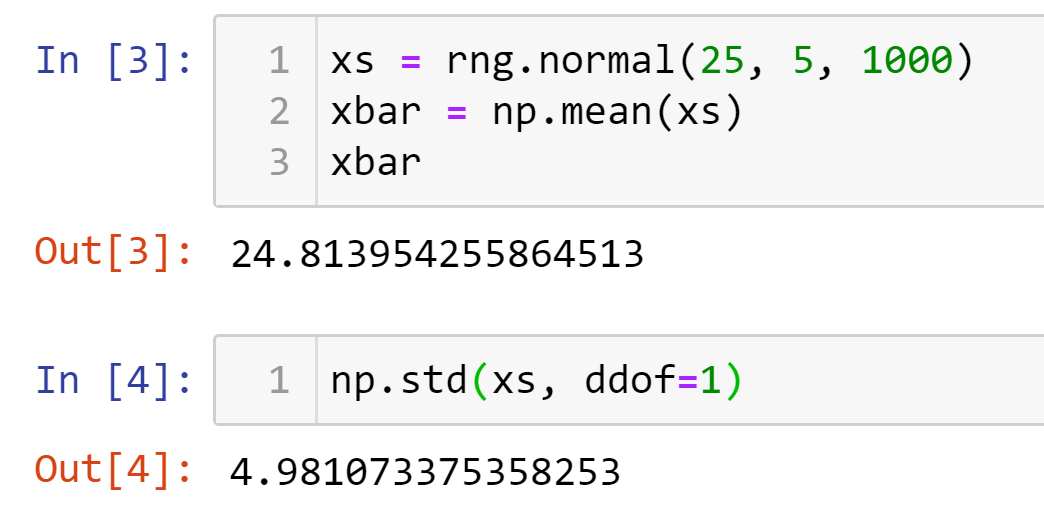 In [3]:
1 xs = rng.normal(25, 5, 1000)
2 xbar = np.mean(xs)
3 xbar
Out[3]: 24.813954255864513
In [4]:
1 np.std(xs, ddof=1)
Out[4]: 4.981073375358253